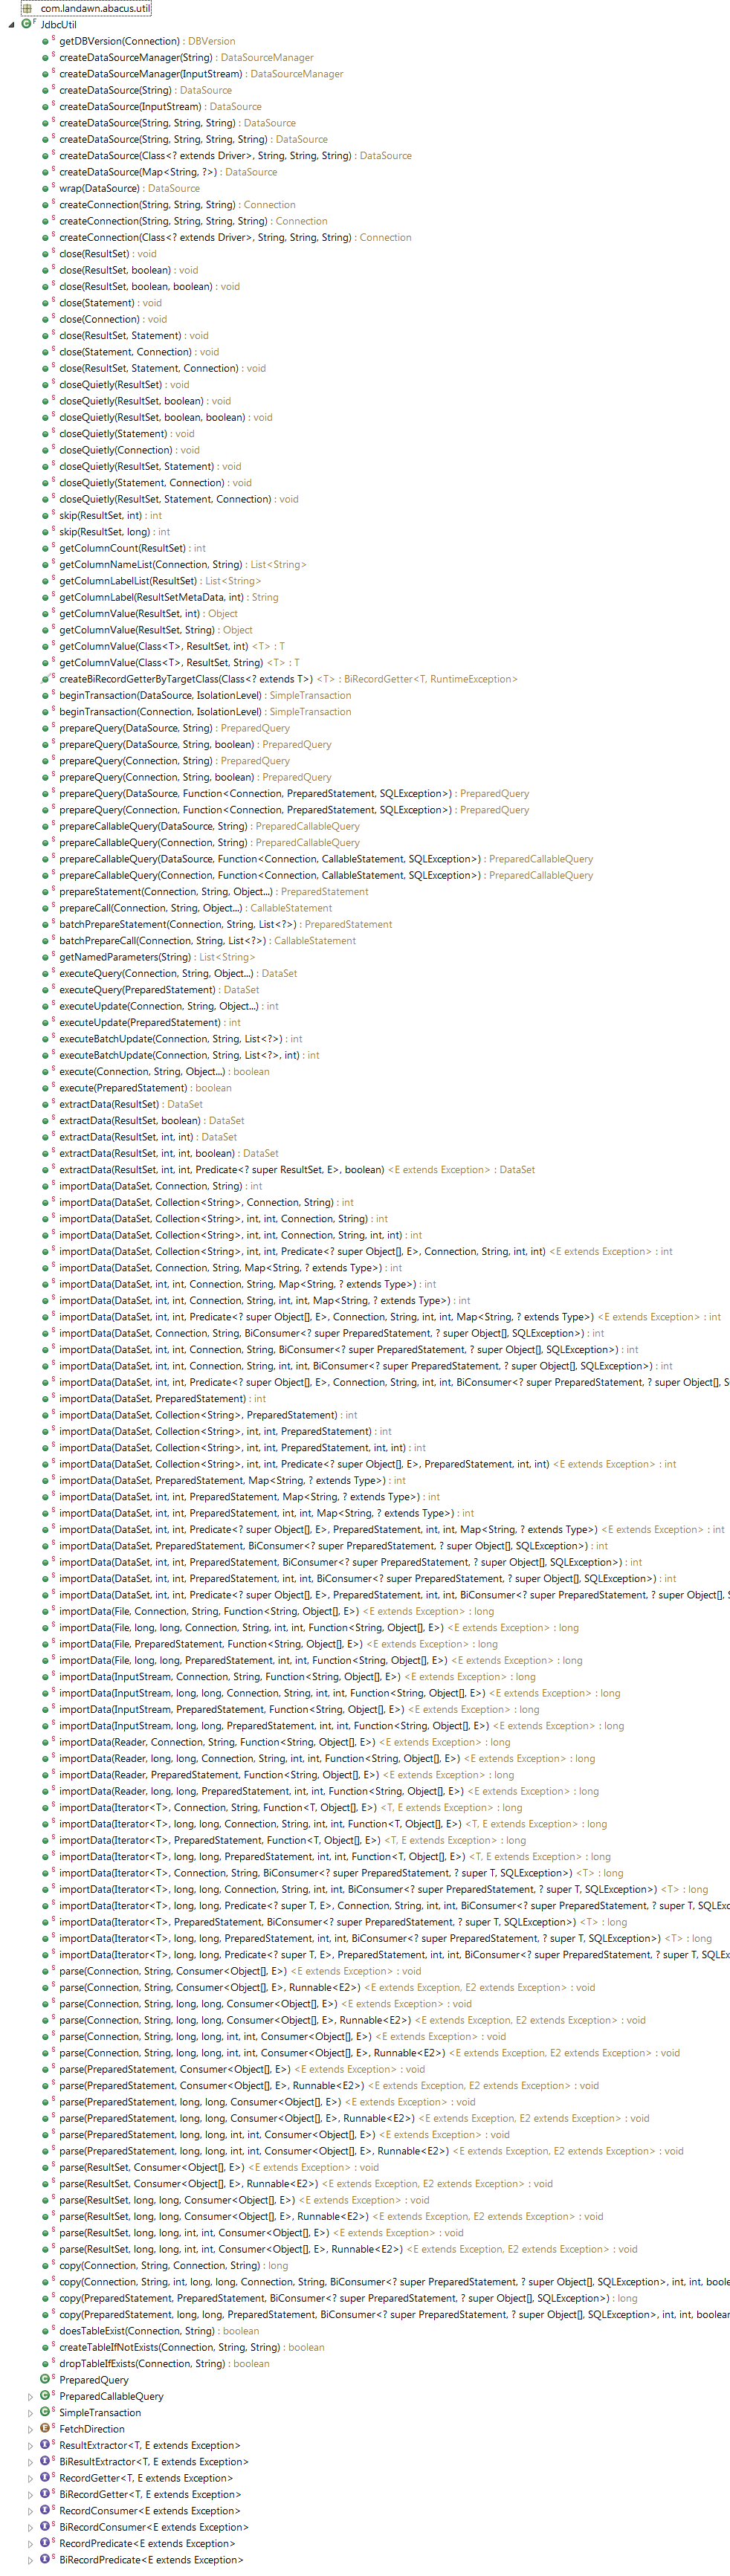 com.landawn.abacus.util
JdbcUtil
getDBVersion(Connection) : DBVersion
createDataSourceManager(String) : DataSourceManager
createDataSourceManager(InputStream) : DataSourceManager
createDataSource(String) : DataSource
createDataSource(InputStream) : DataSource
createDataSource(String, String, String) : DataSource
createDataSource(String, String, String, String) : DataSource
createDataSource(Class<? extends Driver>, String, String, String) : DataSource
createDataSource(Map<String, ?>) : DataSource
wrap(DataSource) : DataSource
createConnection(String, String, String) : Connection
createConnection(String, String, String, String) : Connection
createConnection(Class<? extends Driver>, String, String, String) : Connection
close(ResultSet) : void
close(ResultSet, boolean) : void
close(ResultSet, boolean, boolean) : void
close(Statement) : void
close(Connection) : void
close(ResultSet, Statement) : void
close(Statement, Connection) : void
close(ResultSet, Statement, Connection) : void
closeQuietly(ResultSet) : void
closeQuietly(ResultSet, boolean) : void
closeQuietly(ResultSet, boolean, boolean) : void
closeQuietly(Statement) : void
closeQuietly(Connection) : void
closeQuietly(ResultSet, Statement) : void
closeQuietly(Statement, Connection) : void
closeQuietly(ResultSet, Statement, Connection) : void
skip(ResultSet, int) : int
skip(ResultSet, long) : int
getColumnCount(ResultSet) : int
getColumnNameList(Connection, String) : List<String>
getColumnLabelList(ResultSet) : List<String>
getColumnLabel(ResultSetMetaData, int) : String
getColumnValue(ResultSet, int) : Object
getColumnValue(ResultSet, String) : Object
getColumnValue(Class<T>, ResultSet, int) <T> : T
getColumnValue(Class<T>, ResultSet, String) <T> : T
createBiRecordGetterByTargetClass(Class<? extends T>) <T> : BiRecordGetter<T, RuntimeException>
beginTransaction(DataSource, IsolationLevel) : SimpleTransaction
beginTransaction(Connection, IsolationLevel) : SimpleTransaction
prepareQuery(DataSource, String) : PreparedQuery
prepareQuery(DataSource, String, boolean) : PreparedQuery
prepareQuery(Connection, String) : PreparedQuery
prepareQuery(Connection, String, boolean) : PreparedQuery
prepareQuery(DataSource, Function<Connection, PreparedStatement, SQLException>) : PreparedQuery
prepareQuery(Connection, Function<Connection, PreparedStatement, SQLException>) : PreparedQuery
prepareCallableQuery(DataSource, String) : PreparedCallableQuery
prepareCallableQuery(Connection, String) : PreparedCallableQuery
prepareCallableQuery(DataSource, Function<Connection, CallableStatement, SQLException>) : PreparedCallableQuery
prepareCallableQuery(Connection, Function<Connection, CallableStatement, SQLException>) : PreparedCallableQuery
prepareStatement(Connection, String, Object...) : PreparedStatement
prepareCall(Connection, String, Object...) : CallableStatement
batchPrepareStatement(Connection, String, List<?>) : PreparedStatement
batchPrepareCall(Connection, String, List<?>) : CallableStatement
getNamedParameters(String) : List<String>
executeQuery(Connection, String, Object...) : DataSet
executeQuery(PreparedStatement) : DataSet
executeUpdate(Connection, String, Object...) : int
executeUpdate(PreparedStatement) : int
executeBatchUpdate(Connection, String, List<?>) : int
executeBatchUpdate(Connection, String, List<?>, int) : int
execute(Connection, String, Object...) : boolean
execute(PreparedStatement) : boolean
extractData(ResultSet) : DataSet
extractData(ResultSet, boolean) : DataSet
extractData(ResultSet, int, int) : DataSet
extractData(ResultSet, int, int, boolean) : DataSet
extractData(ResultSet, int, int, Predicate<? super ResultSet, E>, boolean) <E extends Exception> : DataSet
importData(DataSet, Connection, String) : int
importData(DataSet, Collection<String>, Connection, String) : int
importData(DataSet, Collection<String>, int, int, Connection, String) : int
importData(DataSet, Collection<String>, int, int, Connection, String, int, int) : int
importData(DataSet, Collection<String>, int, int, Predicate<? super Object[], E>, Connection, String, int, int) <E extends Exception> : int
importData(DataSet, Connection, String, Map<String, ? extends Type>) : int
importData(DataSet, int, int, Connection, String, Map<String, ? extends Type>) : int
importData(DataSet, int, int, Connection, String, int, int, Map<String, ? extends Type>) : int
importData(DataSet, int, int, Predicate<? super Object[], E>, Connection, String, int, int, Map<String, ? extends Type>) <E extends Exception> : int
importData(DataSet, Connection, String, BiConsumer<? super PreparedStatement, ? super Object[], SQLException>) : int
importData(DataSet, int, int, Connection, String, BiConsumer<? super PreparedStatement, ? super Object[], SQLException>) : int
importData(DataSet, int, int, Connection, String, int, int, BiConsumer<? super PreparedStatement, ? super Object[], SQLException>) : int
importData(DataSet, int, int, Predicate<? super Object[], E>, Connection, String, int, int, BiConsumer<? super PreparedStatement, ? super Object[], S
importData(DataSet, PreparedStatement) : int
importData(DataSet, Collection<String>, PreparedStatement) : int
importData(DataSet, Collection<String>, int, int, PreparedStatement) : int
importData(DataSet, Collection<String>, int, int, PreparedStatement, int, int) : int
importData(DataSet, Collection<String>, int, int, Predicate<? super Object[], E>, PreparedStatement, int, int) <E extends Exception> : int
importData(DataSet, PreparedStatement, Map<String, ? extends Type>) : int
importData(DataSet, int, int, PreparedStatement, Map<String, ? extends Type>) : int
importData(DataSet, int, int, PreparedStatement, int, int, Map<String, ? extends Type>) : int
importData(DataSet, int, int, Predicate<? super Object[], E>, PreparedStatement, int, int, Map<String, ? extends Type>) <E extends Exception> : int
importData(DataSet, PreparedStatement, BiConsumer<? super PreparedStatement, ? super Object[], SQLException>) : int
importData(DataSet, int, int, PreparedStatement, BiConsumer<? super PreparedStatement, ? super Object[], SQLException>) : int
importData(DataSet, int, int, PreparedStatement, int, int, BiConsumer<? super PreparedStatement, ? super Object[], SQLException>) : int
importData(DataSet, int, int, Predicate<? super Object[], E>, PreparedStatement, int, int, BiConsumer<? super PreparedStatement, ? super Object[], S
importData(File, Connection, String, Function<String, Object[], E>) <E extends Exception> : long
importData(File, long, long, Connection, String, int, int, Function<String, Object[], E>) <E extends Exception> : long
importData(File, PreparedStatement, Function<String, Object[], E>) <E extends Exception> : long
importData(File, long, long, PreparedStatement, int, int, Function<String, Object[], E>) <E extends Exception> : long
importData(InputStream, Connection, String, Function<String, Object[], E>) <E extends Exception> : long
importData(InputStream, long, long, Connection, String, int, int, Function<String, Object[], E>) <E extends Exception> : long
importData(InputStream, PreparedStatement, Function<String, Object[], E>) <E extends Exception> : long
importData(InputStream, long, long, PreparedStatement, int, int, Function<String, Object[], E>) <E extends Exception> : long
importData(Reader, Connection, String, Function<String, Object[], E>) <E extends Exception> : long
importData(Reader, long, long, Connection, String, int, int, Function<String, Object[], E>) <E extends Exception> : long
importData(Reader, PreparedStatement, Function<String, Object[], E>) <E extends Exception> : long
importData(Reader, long, long, PreparedStatement, int, int, Function<String, Object[], E>) <E extends Exception> : long
importData(Iterator<T>, Connection, String, Function<T, Object[], E>) <T, E extends Exception> : long
importData(Iterator<T>, long, long, Connection, String, int, int, Function<T, Object[], E>) <T, E extends Exception> : long
importData(Iterator<T>, PreparedStatement, Function<T, Object[], E>) <T, E extends Exception> : long
importData(Iterator<T>, long, long, PreparedStatement, int, int, Function<T, Object[], E>) <T, E extends Exception> : long
importData(Iterator<T>, Connection, String, BiConsumer<? super PreparedStatement, ? super T, SQLException>) <T> : long
importData(Iterator<T>, long, long, Connection, String, int, int, BiConsumer<? super PreparedStatement, ? super T, SQLException>) <T> : long
importData(Iterator<T>, long, long, Predicate<? super T, E>, Connection, String, int, int, BiConsumer<? super PreparedStatement, ? super T, SQLExc
importData(Iterator<T>, PreparedStatement, BiConsumer<? super PreparedStatement, ? super T, SQLException>) <T> : long
importData(Iterator<T>, long, long, PreparedStatement, int, int, BiConsumer<? super PreparedStatement, ? super T, SQLException>) <T> : long
importData(Iterator<T>, long, long, Predicate<? super T, E>, PreparedStatement, int, int, BiConsumer<? super PreparedStatement, ? super T, SQLEx
parse(Connection, String, Consumer<Object[], E>) <E extends Exception> : void
parse(Connection, String, Consumer<Object[], E>, Runnable<E2>) <E extends Exception, E2 extends Exception> : void
parse(Connection, String, long, long, Consumer<Object[], E>) <E extends Exception> : void
parse(Connection, String, long, long, Consumer<Object[], E>, Runnable<E2>) <E extends Exception, E2 extends Exception> : void
parse(Connection, String, long, long, int, int, Consumer<Object[], E>) <E extends Exception> : void
parse(Connection, String, long, long, int, int, Consumer<Object[], E>, Runnable<E2>) <E extends Exception, E2 extends Exception> : void
parse(PreparedStatement, Consumer<Object[], E>) <E extends Exception> : void
parse(PreparedStatement, Consumer<Object[], E>, Runnable<E2>) <E extends Exception, E2 extends Exception> : void
parse(PreparedStatement, long, long, Consumer<Object[], E>) <E extends Exception> : void
parse(PreparedStatement, long, long, Consumer<Object[], E>, Runnable<E2>) <E extends Exception, E2 extends Exception> : void
parse(PreparedStatement, long, long, int, int, Consumer<Object[], E>) <E extends Exception> : void
parse(PreparedStatement, long, long, int, int, Consumer<Object[], E>, Runnable<E2>) <E extends Exception, E2 extends Exception> : void
parse(ResultSet, Consumer<Object[], E>) <E extends Exception> : void
parse(ResultSet, Consumer<Object[], E>, Runnable<E2>) <E extends Exception, E2 extends Exception> : void
parse(ResultSet, long, long, Consumer<Object[], E>) <E extends Exception> : void
parse(ResultSet, long, long, Consumer<Object[], E>, Runnable<E2>) <E extends Exception, E2 extends Exception> : void
parse(ResultSet, long, long, int, int, Consumer<Object[], E>) <E extends Exception> : void
parse(ResultSet, long, long, int, int, Consumer<Object[], E>, Runnable<E2>) <E extends Exception, E2 extends Exception> : void
copy(Connection, String, Connection, String) : long
copy(Connection, String, int, long, long, Connection, String, BiConsumer<? super PreparedStatement, ? super Object[], SQLException>, int, int, boole
copy(PreparedStatement, PreparedStatement, BiConsumer<? super PreparedStatement, ? super Object[], SQLException>) : long
copy(PreparedStatement, long, long, PreparedStatement, BiConsumer<? super PreparedStatement, ? super Object[], SQLException>, int, int, boolean
doesTableExist(Connection, String) : boolean
createTableIfNotExists(Connection, String, String) : boolean
dropTableIfExists(Connection, String) : boolean
PreparedQuery
PreparedCallableQuery
SimpleTransaction
FetchDirection
ResultExtractor<T, E extends Exception>
BiResultExtractor<T, E extends Exception>
RecordGetter<T, E extends Exception>
BiRecordGetter<T, E extends Exception>
RecordConsumer<E extends Exception>
BiRecordConsumer<E extends Exception>
RecordPredicate<E extends Exception>
BiRecordPredicate<E extends Exception>